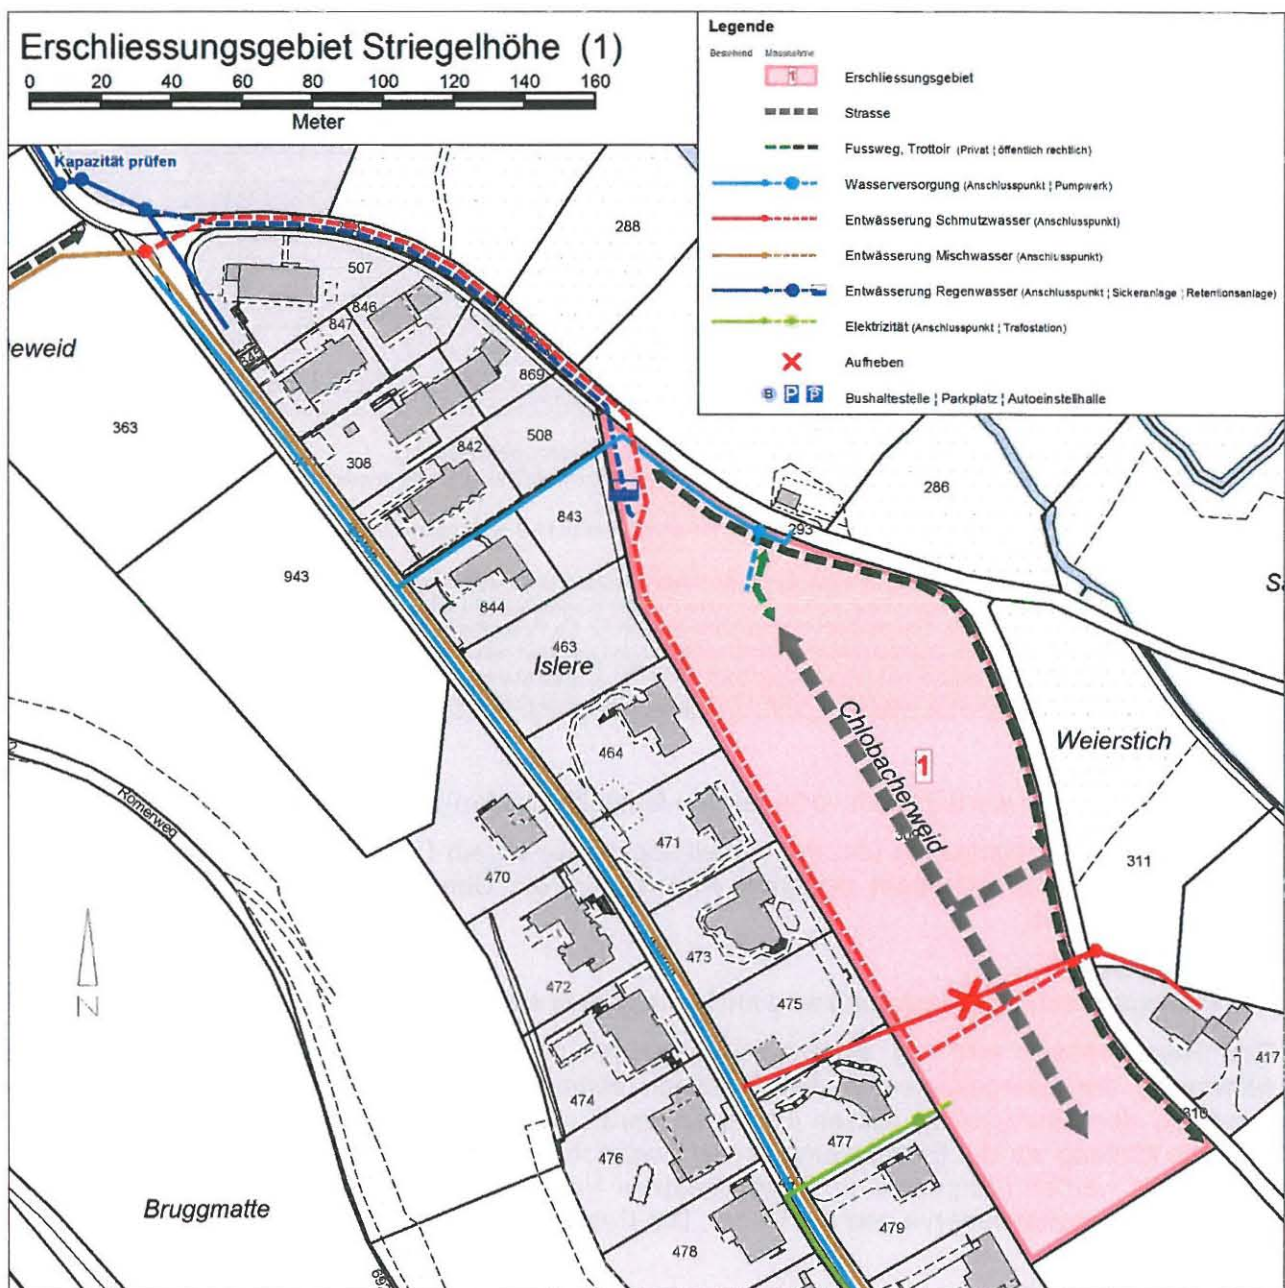 Erschliessungsgebiet Striegelhöhe (1)
0 20 40 60 80 100 120 140 160
Meter
Legende
Bestehend Massnahme
1 Erschliessungsgebiet
Strasse
Fussweg, Trottoir (Privat ¦ öffentlich rechtlich)
Wasserversorgung (Anschlusspunkt ¦ Pumpwerk)
Entwässerung Schmutzwasser (Anschlusspunkt)
Entwässerung Mischwasser (Anschlusspunkt)
Entwässerung Regenwasser (Anschlusspunkt ¦ Sickeranlage ¦ Retentionsanlage)
Elektrizität (Anschlusspunkt ¦ Trafostation)
Aufheben
B P P Bushaltestelle ¦ Parkplatz ¦ Autoeinstellhalle
Kapazität prüfen
288
507
846
847
eweid
869
363
508
842
308
286
843
293
943
844
463
Islere
464
Chlobacherweid
1
Weierstich
Römerweg
471
470
311
473
472
475
N
417
474
477
310
476
Bruggmatte
479
478